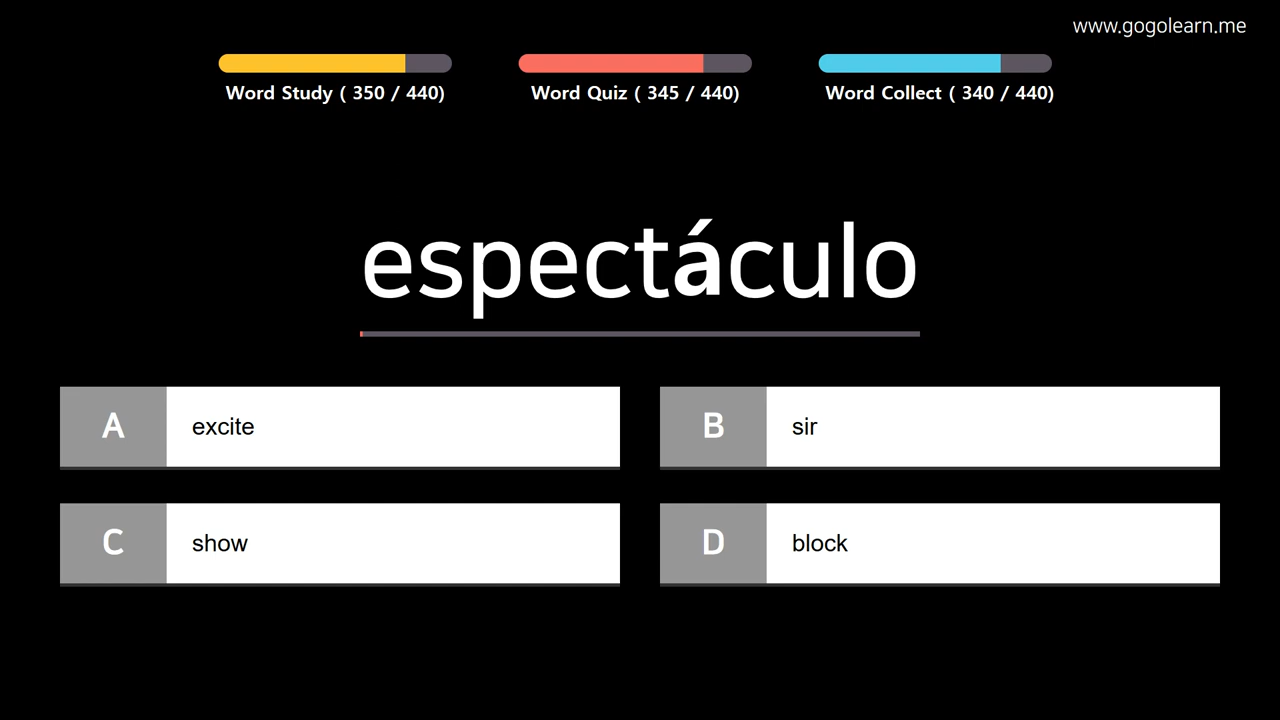 www.gogolearn.me
Word Study ( 350 / 440)
Word Quiz ( 345 / 440)
Word Collect ( 340 / 440)
espectáculo
A
excite
B
sir
C
show
D
block